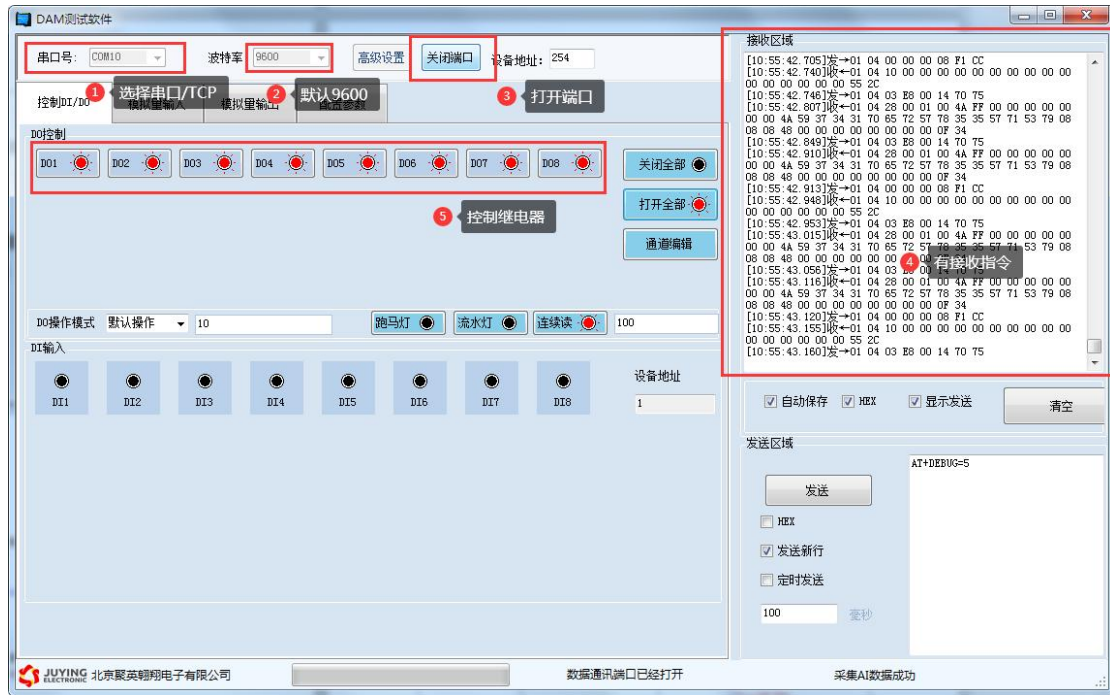 DAM测试软件
串口号: COM10 波特率 9600 高级设置 关闭端口 设备地址: 254
1 选择串口/TCP 2 默认9600 3 打开端口
控制DI/DO 模拟量输入 模拟量输出 配置参数
DO控制
DO1 DO2 DO3 DO4 DO5 DO6 DO7 DO8 关闭全部
打开全部
5 控制继电器
通道编辑
DO操作模式 默认操作 10 跑马灯 流水灯 连续读 100
DI输入
DI1 DI2 DI3 DI4 DI5 DI6 DI7 DI8
设备地址
1
接收区域
[10:55:42.705]发→01 04 00 00 00 08 F1 CC
[10:55:42.740]收←01 04 10 00 00 00 00 00 00 00 00 00 00
00 00 00 00 00 00 55 2C
[10:55:42.746]发→01 04 03 E8 00 14 70 75
[10:55:42.807]收←01 04 28 00 01 00 4A FF 00 00 00 00 00
00 00 4A 59 37 34 31 70 65 72 57 78 35 35 57 71 53 79 08
08 08 48 00 00 00 00 00 00 00 00 0F 34
[10:55:42.849]发→01 04 03 E8 00 14 70 75
[10:55:42.910]收←01 04 28 00 01 00 4A FF 00 00 00 00 00
00 00 4A 59 37 34 31 70 65 72 57 78 35 35 57 71 53 79 08
08 08 48 00 00 00 00 00 00 00 00 0F 34
[10:55:42.913]发→01 04 00 00 00 08 F1 CC
[10:55:42.948]收←01 04 10 00 00 00 00 00 00 00 00 00 00
00 00 00 00 00 00 55 2C
[10:55:42.953]发→01 04 03 E8 00 14 70 75
[10:55:43.015]收←01 04 28 00 01 00 4A FF 00 00 00 00 00
00 00 4A 59 37 34 31 70 65 72 57 78 35 35 57 71 53 79 08
08 08 48 00 00 00 00 00 00
4 有接收指令
[10:55:43.056]发→01 04 03 E8 00 14 70 75
[10:55:43.116]收←01 04 28 00 01 00 4A FF 00 00 00 00 00
00 00 4A 59 37 34 31 70 65 72 57 78 35 35 57 71 53 79 08
08 08 48 00 00 00 00 00 00 00 00 0F 34
[10:55:43.120]发→01 04 00 00 00 08 F1 CC
[10:55:43.155]收←01 04 10 00 00 00 00 00 00 00 00 00 00
00 00 00 00 00 00 55 2C
[10:55:43.160]发→01 04 03 E8 00 14 70 75
自动保存 HEX 显示发送 清空
发送区域
AT+DEBUG=5
发送
HEX
发送新行
定时发送
100 毫秒
JUYING ELECTRONIC 北京聚英翱翔电子有限公司 数据通讯端口已经打开 采集AI数据成功